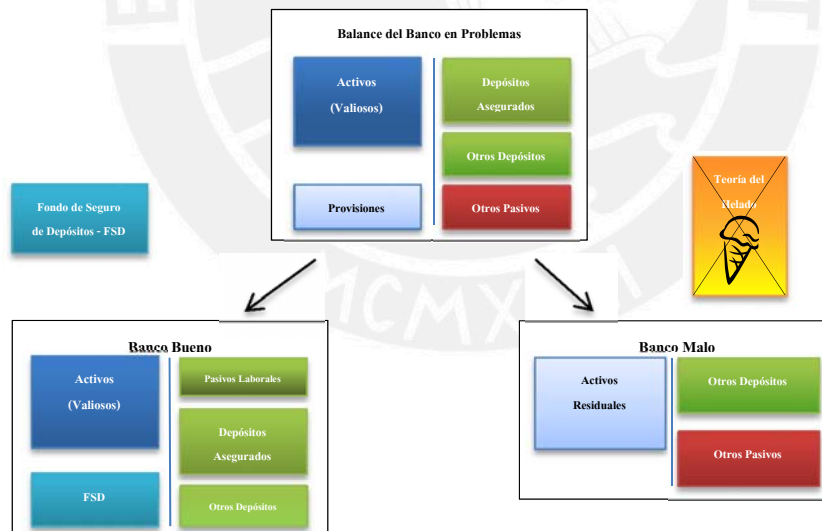 Balance del Banco en Problemas
Activos
(Valiosos)
Depósitos
Asegurados
Otros Depósitos
Provisiones
Otros Pasivos
Fondo de Seguro
de Depósitos - FSD
Teoría del
Helado
MCMX
Banco Bueno
Activos
(Valiosos)
Pasivos Laborales
Depósitos
Asegurados
FSD
Otros Depósitos
Banco Malo
Activos
Residuales
Otros Depósitos
Otros Pasivos